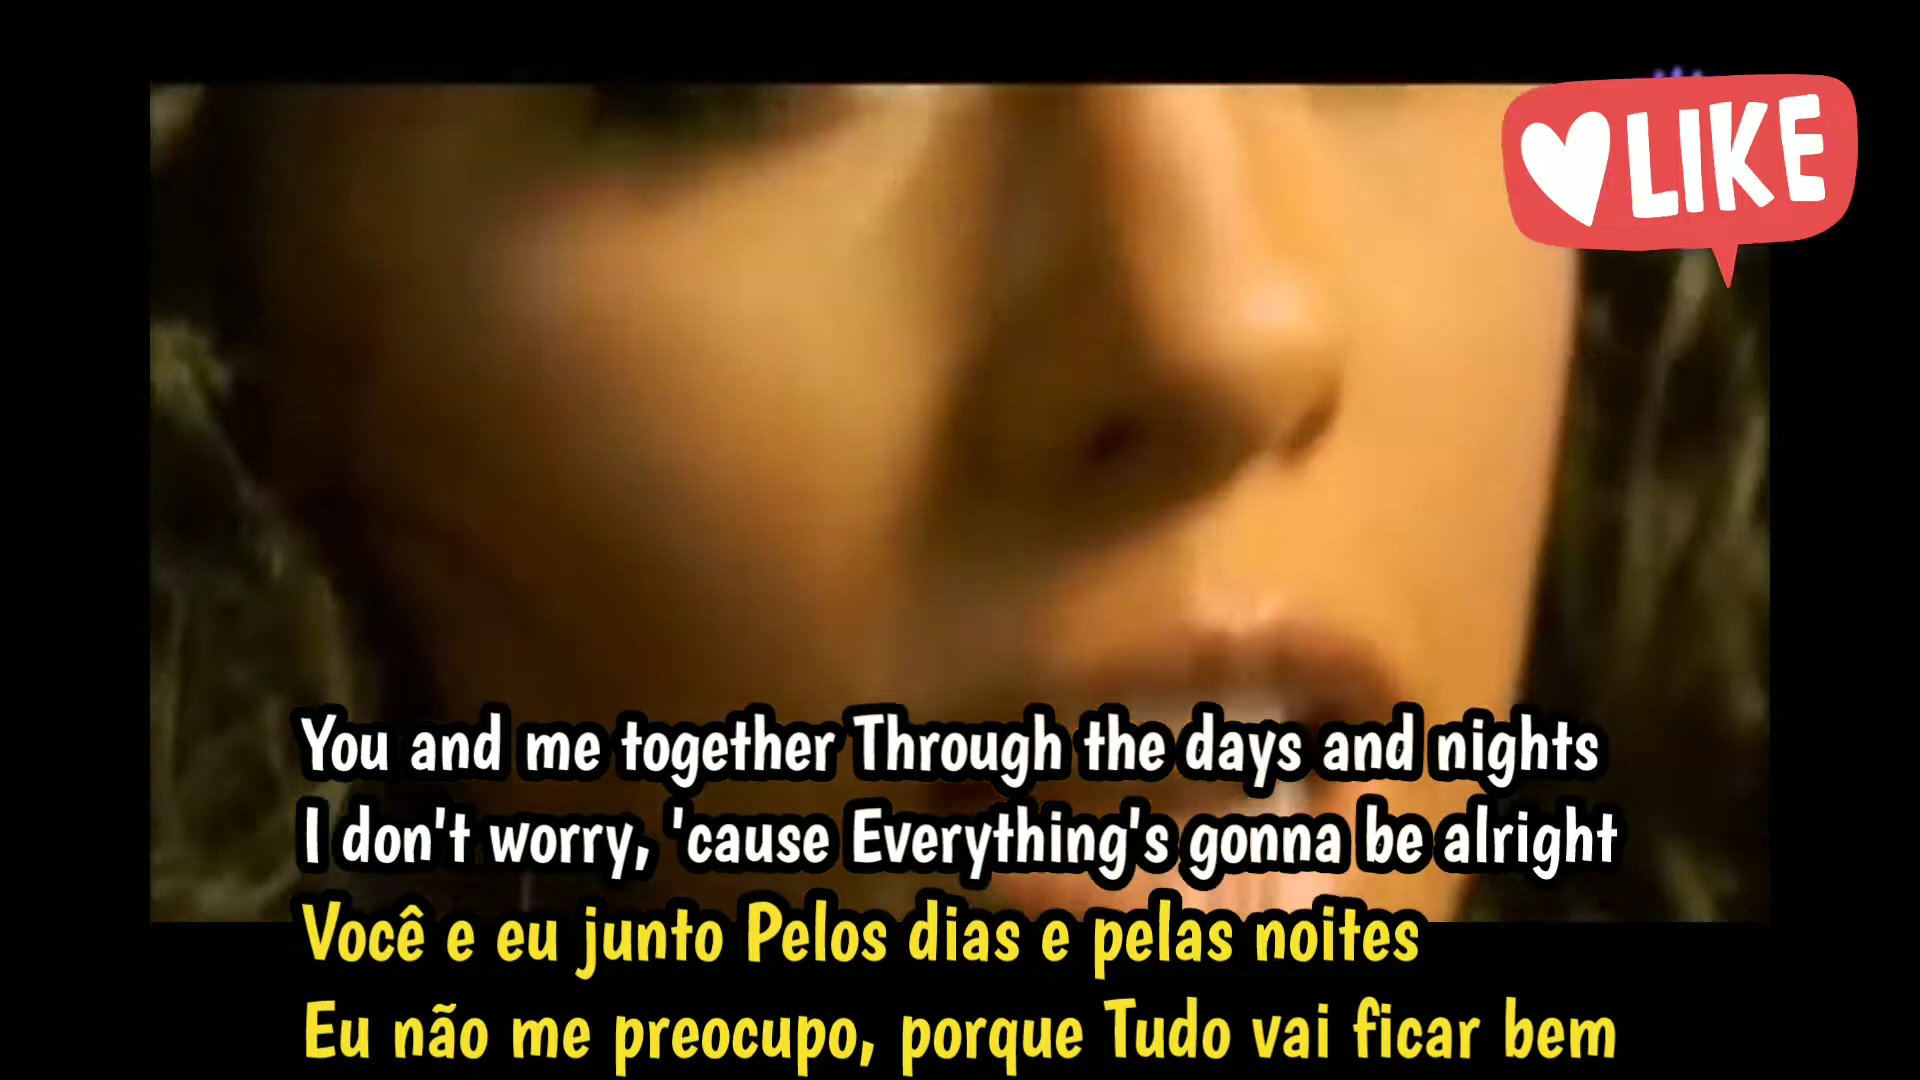 LIKE
You and me together Through the days and nights
I don't worry, 'cause Everything's gonna be alright
Você e eu junto Pelos dias e pelas noites
Eu não me preocupo, porque Tudo vai ficar bem